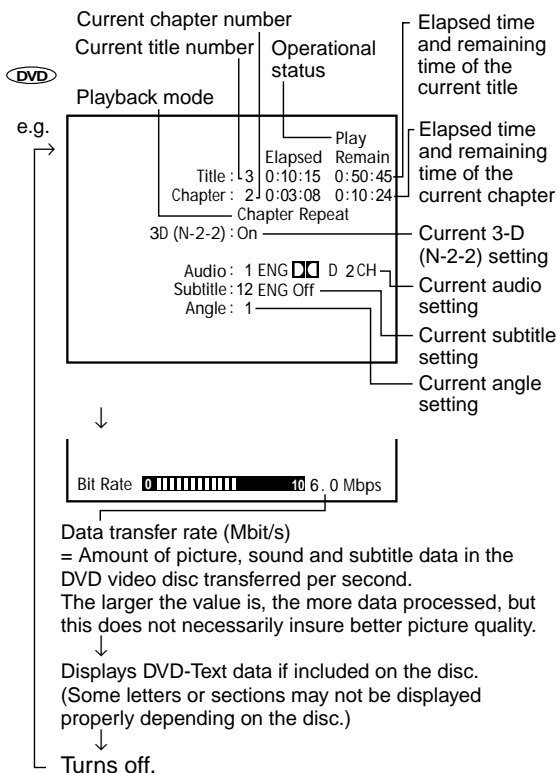 Current chapter number
Current title number
Operational
status
DVD
Playback mode
Elapsed time
and remaining
time of the
current title
e.g.
Play
Elapsed Remain
Title : 3 0:10:15 0:50:45
Chapter : 2 0:03:08 0:10:24
Chapter Repeat
3D (N-2-2) : On
Audio : 1 ENG D 2CH
Subtitle : 12 ENG Off
Angle : 1
Elapsed time
and remaining
time of the
current chapter
Current 3-D
(N-2-2) setting
Current audio
setting
Current subtitle
setting
Current angle
setting
Bit Rate 0 10 6.0 Mbps
Data transfer rate (Mbit/s)
= Amount of picture, sound and subtitle data in the
DVD video disc transferred per second.
The larger the value is, the more data processed, but
this does not necessarily insure better picture quality.
Displays DVD-Text data if included on the disc.
(Some letters or sections may not be displayed
properly depending on the disc.)
Turns off.